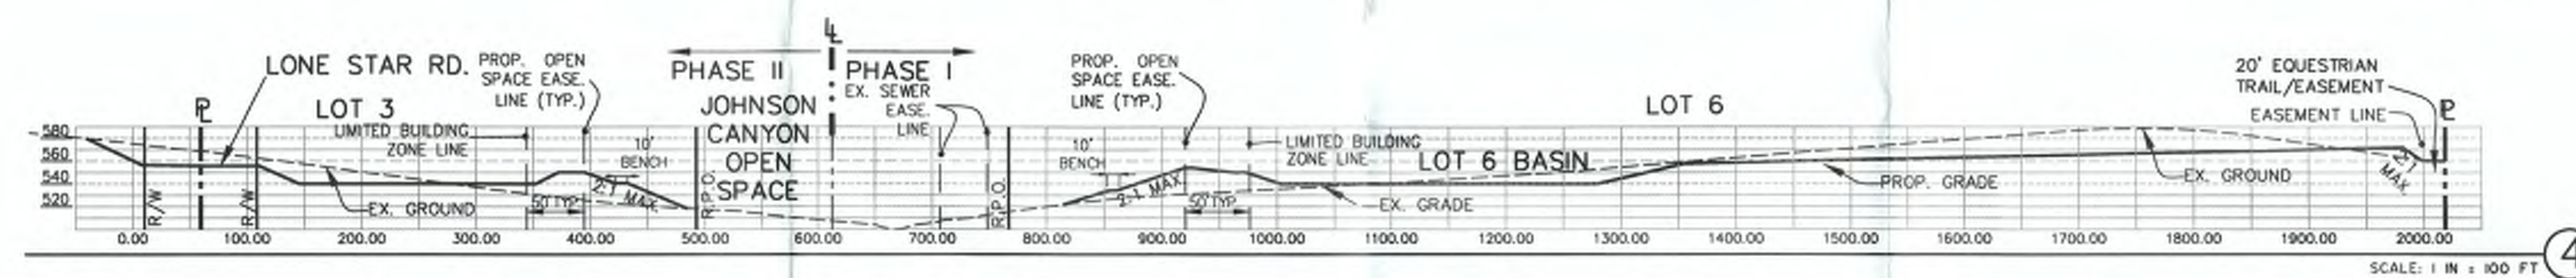 LONE STAR RD.
PROP. OPEN
SPACE EASE.
LINE (TYP.)
PHASE II
PHASE I
EX. SEWER
EASE.
LINE
PROP. OPEN
SPACE EASE.
LINE (TYP.)
20' EQUESTRIAN
TRAIL/EASEMENT
EASEMENT LINE
PL
LOT 3
LOT 6
PL
JOHNSON
CANYON
OPEN
SPACE
LIMITED BUILDING
ZONE LINE
10'
BENCH
10'
BENCH
LIMITED BUILDING
ZONE LINE
LOT 6 BASIN
580
560
540
520
R/W
R/W
EX. GROUND
50' TYP.
2:1 MAX.
R.P.O.
R.P.O.
2:1 MAX.
50' TYP.
EX. GRADE
PROP. GRADE
EX. GROUND
2:1
MAX.
0.00 100.00 200.00 300.00 400.00 500.00 600.00 700.00 800.00 900.00 1000.00 1100.00 1200.00 1300.00 1400.00 1500.00 1600.00 1700.00 1800.00 1900.00 2000.00
SCALE: 1 IN = 100 FT